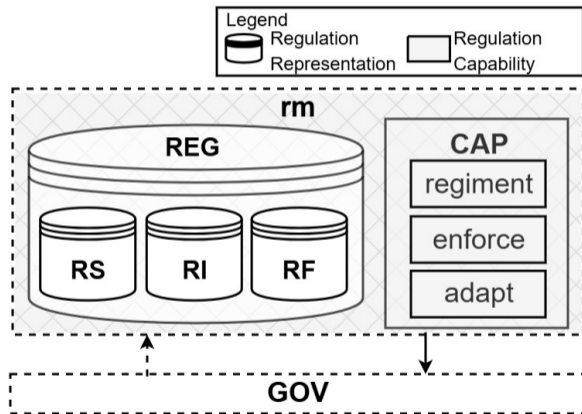 Legend
Regulation
Representation
Regulation
Capability
rm
REG
RS
RI
RF
CAP
regiment
enforce
adapt
GOV